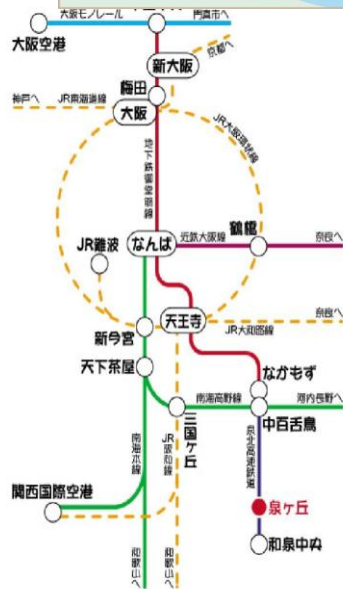 大阪モノレール
門真市へ
大阪空港
新大阪
京都へ
梅田
神戸へ
JR東海道線
大阪
JR大阪環状線
地下鉄御堂筋線
鶴橋
JR難波
なんば
近鉄大阪線
奈良へ
新今宮
天王寺
奈良へ
JR大和路線
天下茶屋
なかもず
南海高野線
河内長野へ
三国ヶ丘
中百舌鳥
南海本線
JR阪和線
泉北高速鉄道
関西国際空港
泉ヶ丘
和泉中央
和歌山へ
和歌山へ